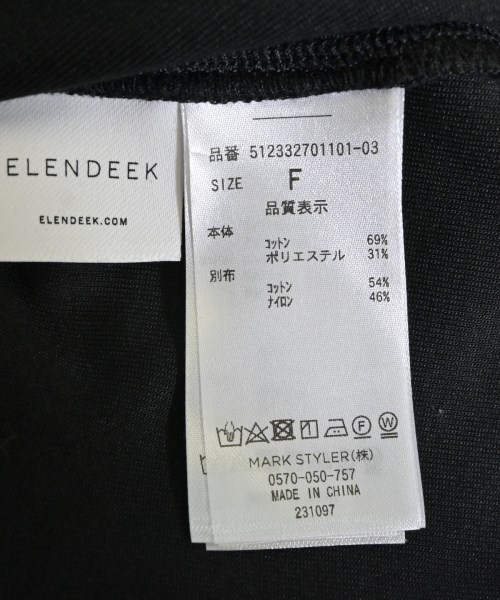 ELENDEEK
ELENDEEK.COM
品番 512332701101-03
SIZE F
品質表示
本体 コットン 69%
ポリエステル 31%
別布 コットン 54%
ナイロン 46%
F W
MARK STYLER(株)
0570-050-757
MADE IN CHINA
231097